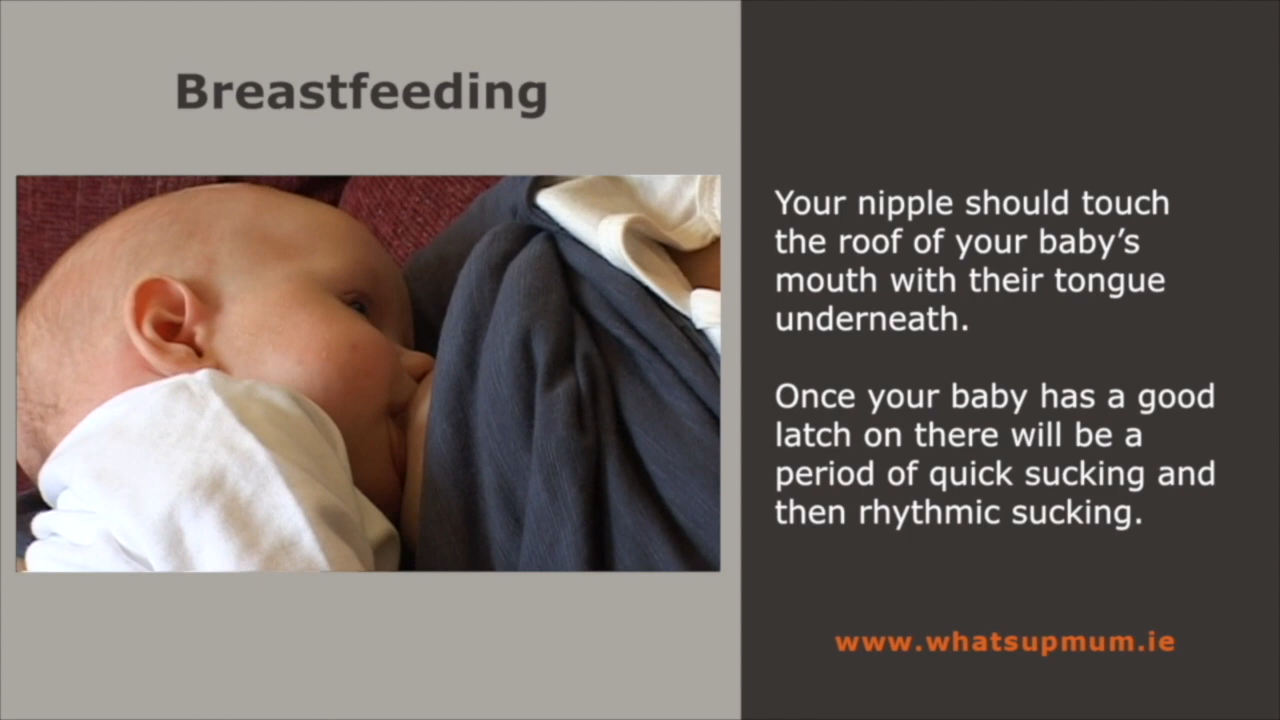 Breastfeeding
Your nipple should touch
the roof of your baby’s
mouth with their tongue
underneath.
Once your baby has a good
latch on there will be a
period of quick sucking and
then rhythmic sucking.
www.whatsupmum.ie